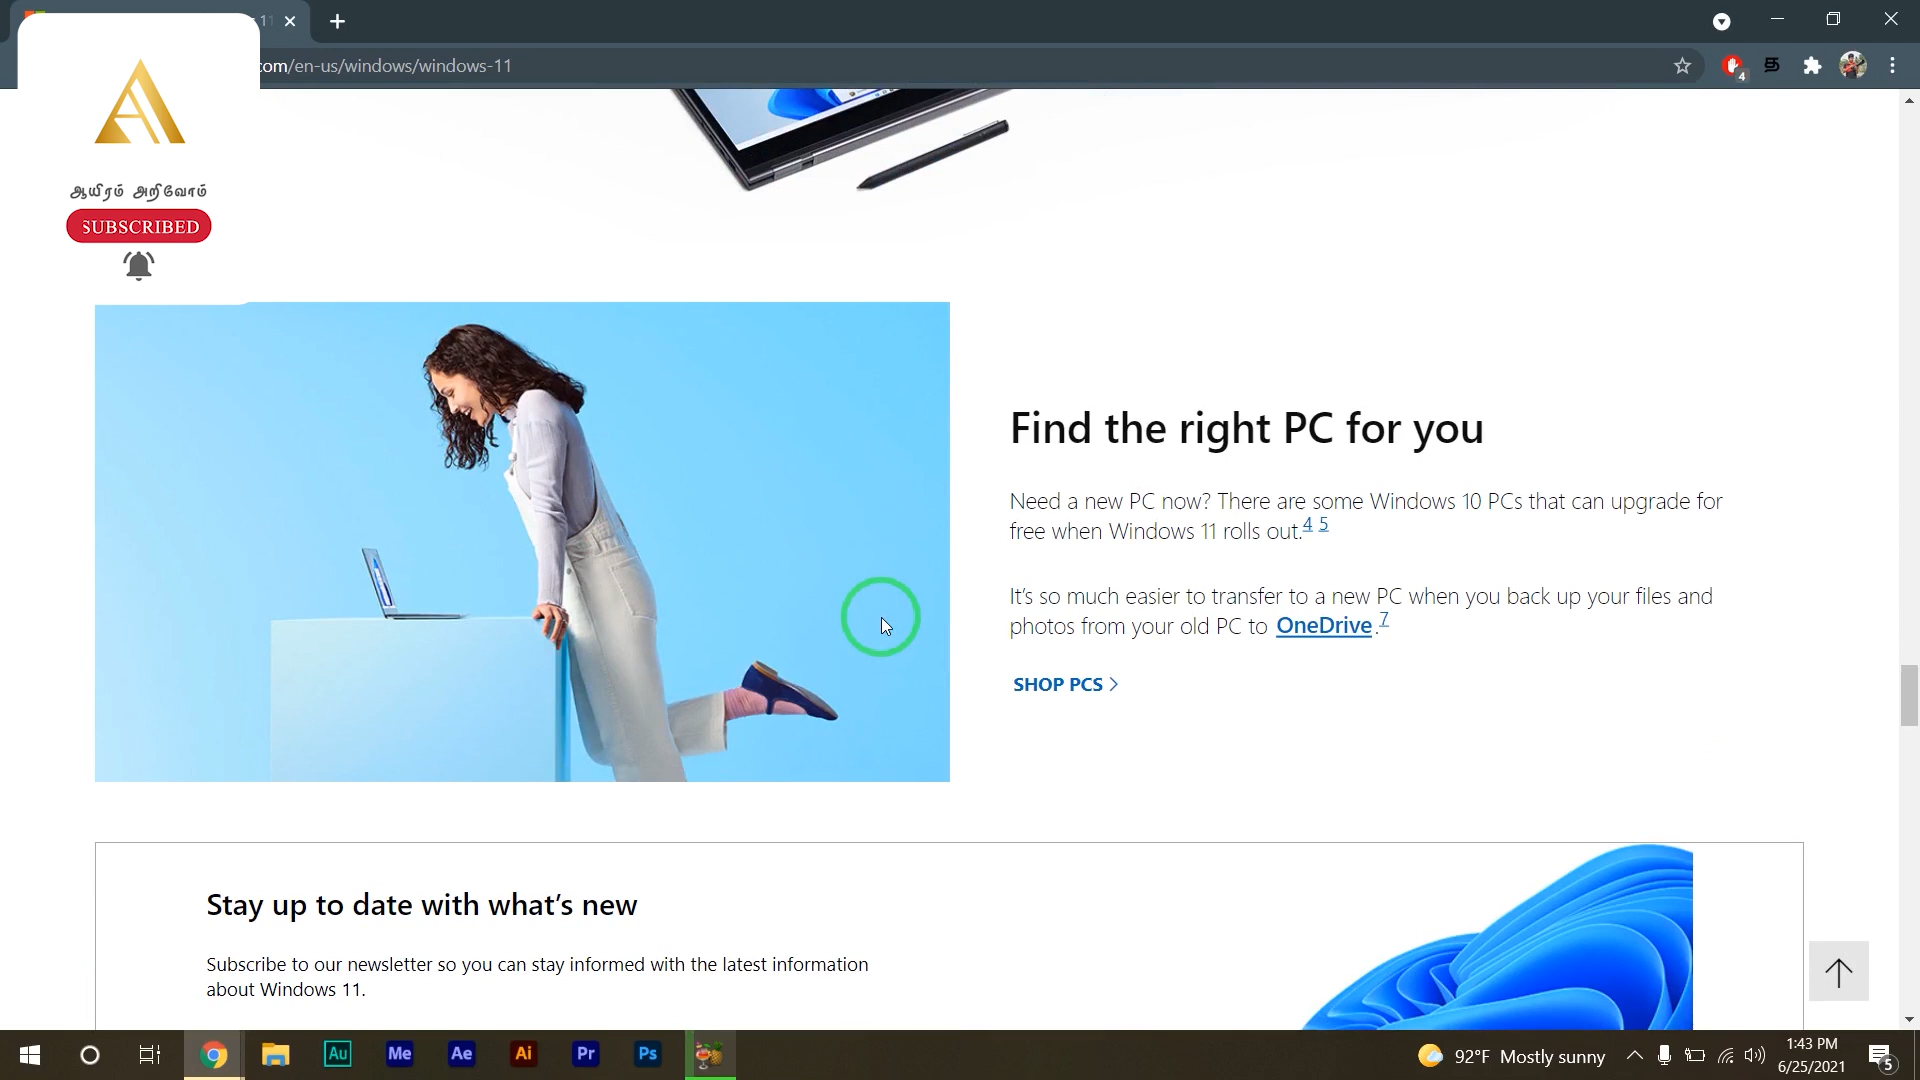 11
com/en-us/windows/windows-11
4
ஆயிரம் அறிவோம்
SUBSCRIBED
Find the right PC for you
Need a new PC now? There are some Windows 10 PCs that can upgrade for
free when Windows 11 rolls out.4 5
It's so much easier to transfer to a new PC when you back up your files and
photos from your old PC to OneDrive.7
SHOP PCS
Stay up to date with what's new
Subscribe to our newsletter so you can stay informed with the latest information
about Windows 11.
Au
Me
Ae
Ai
Pr
Ps
92°F Mostly sunny
1:43 PM
6/25/2021
5